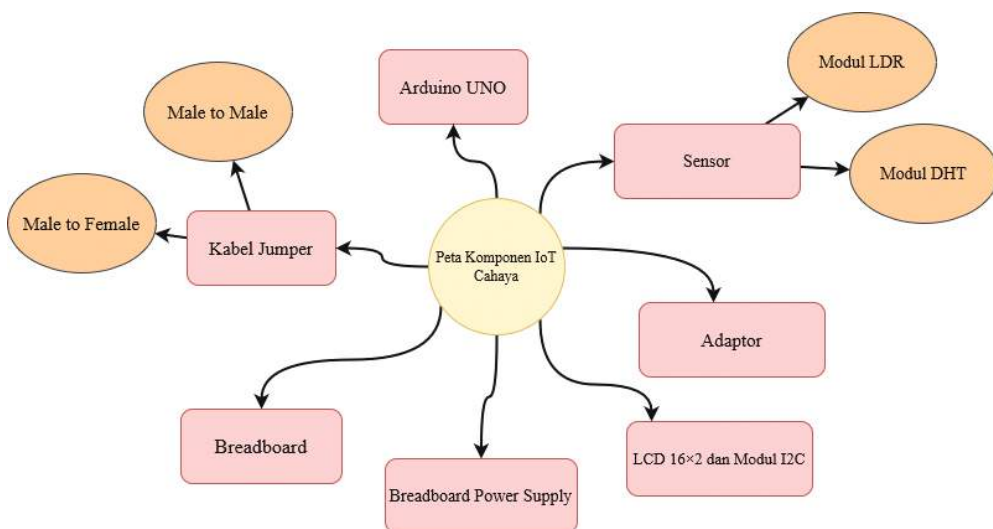 Modul LDR
Arduino UNO
Male to Male
Sensor
Modul DHT
Male to Female
Kabel Jumper
Peta Komponen IoT
Cahaya
Adaptor
Breadboard
LCD 16×2 dan Modul I2C
Breadboard Power Supply